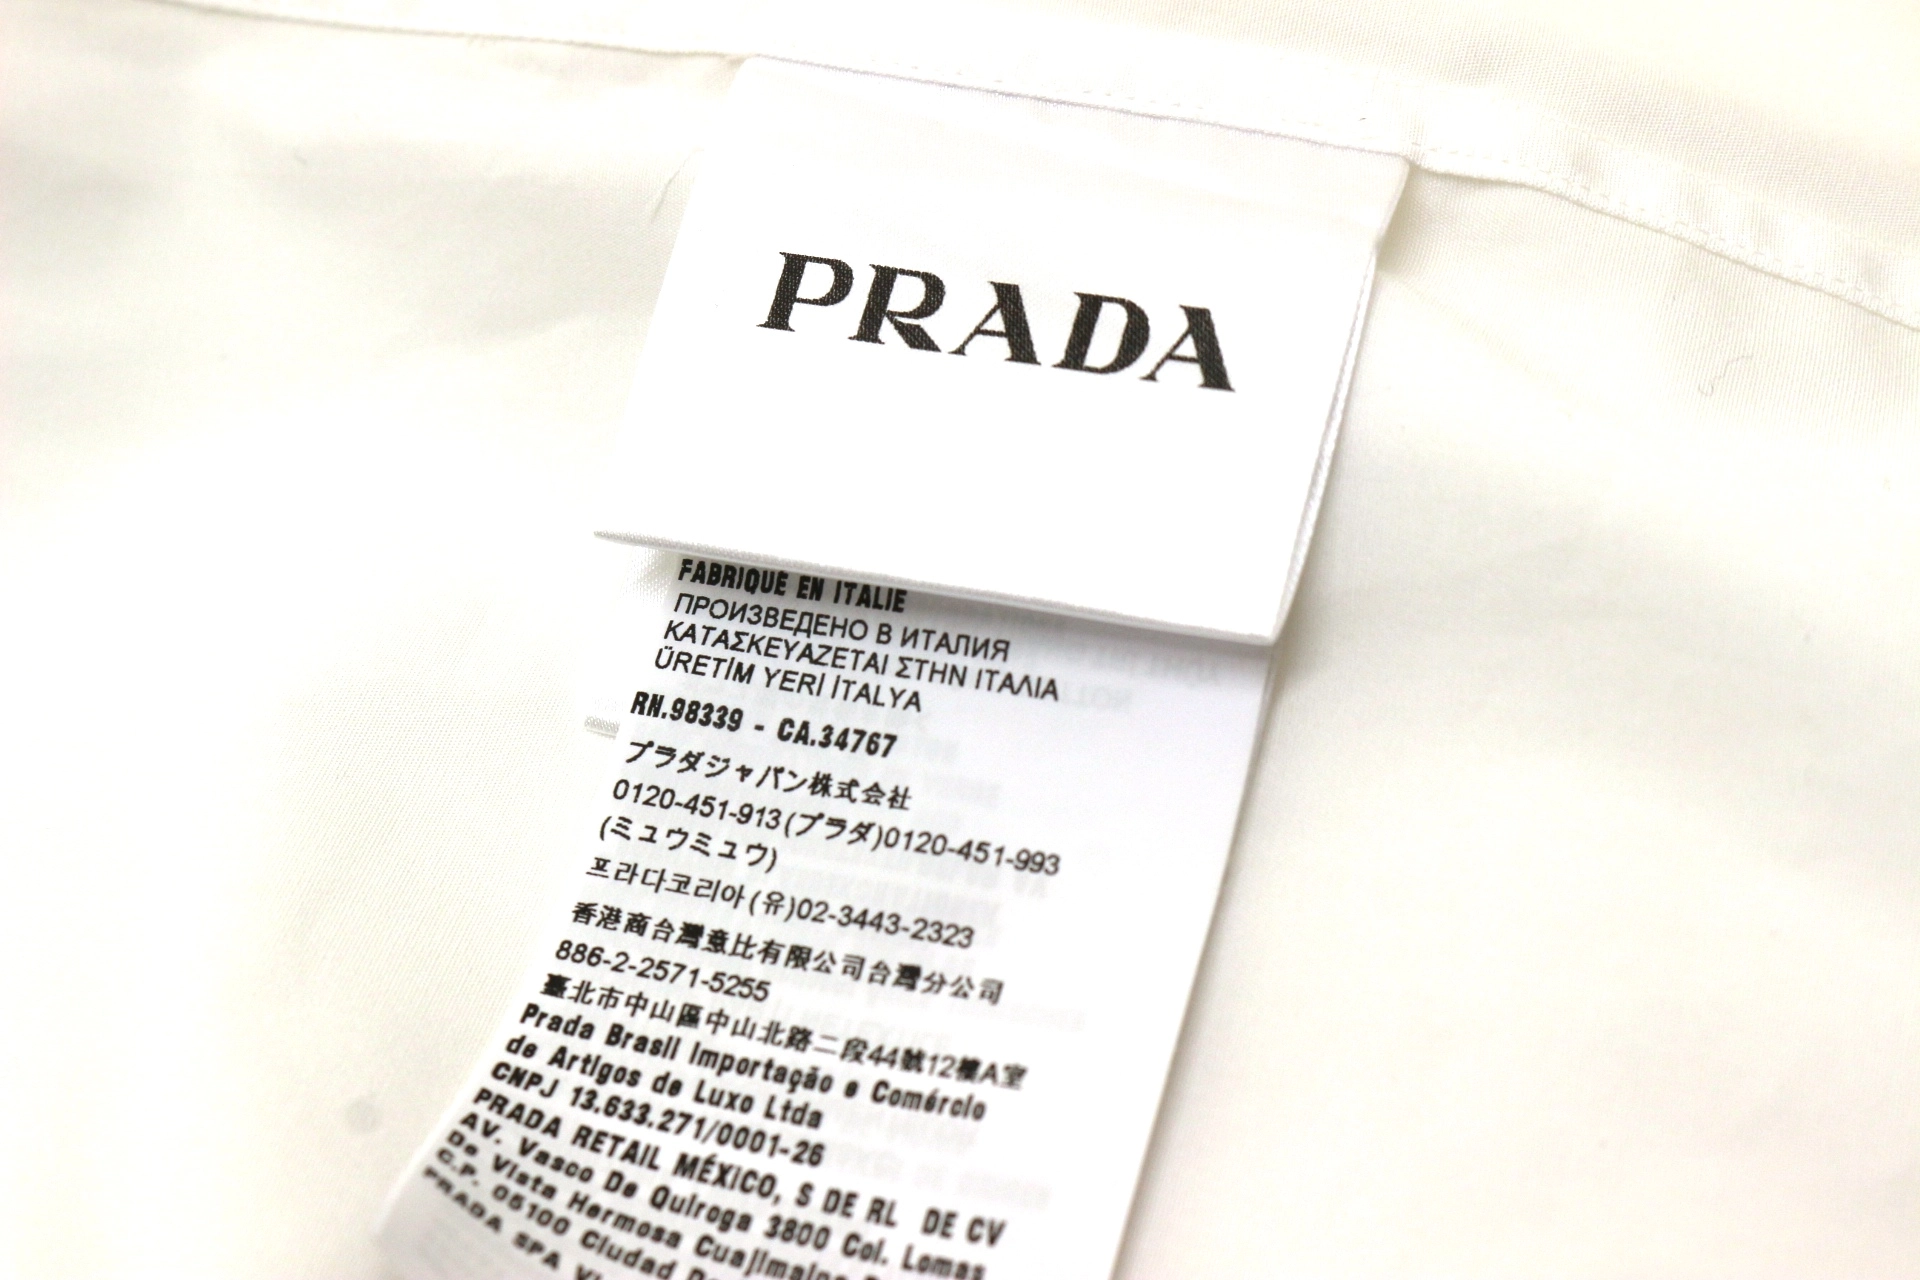 PRADA
FABRIQUÉ EN ITALIE
ПРОИЗВЕДЕНО В ИТАЛИЯ
ΚΑΤΑΣΚΕΥΑΖΕΤΑΙ ΣΤΗΝ ΙΤΑΛΙΑ
ÜRETİM YERİ İTALYA
RN.98339 - CA.34767
プラダジャパン株式会社
0120-451-913(プラダ)0120-451-993
(ミュウミュウ)
프라다코리아(유)02-3443-2323
香港商台灣意比有限公司台灣分公司
886-2-2571-5255
臺北市中山區中山北路二段44號12樓A室
Prada Brasil Importação e Comércio
de Artigos de Luxo Ltda
CNPJ 13.633.271/0001-26
PRADA RETAIL MÉXICO, S DE RL DE CV
AV. Vasco De Quiroga 3800 Col. Lomas
De Vista Hermosa Cuajimalpa
C.P. 05100 Ciudad
PRADA SPA